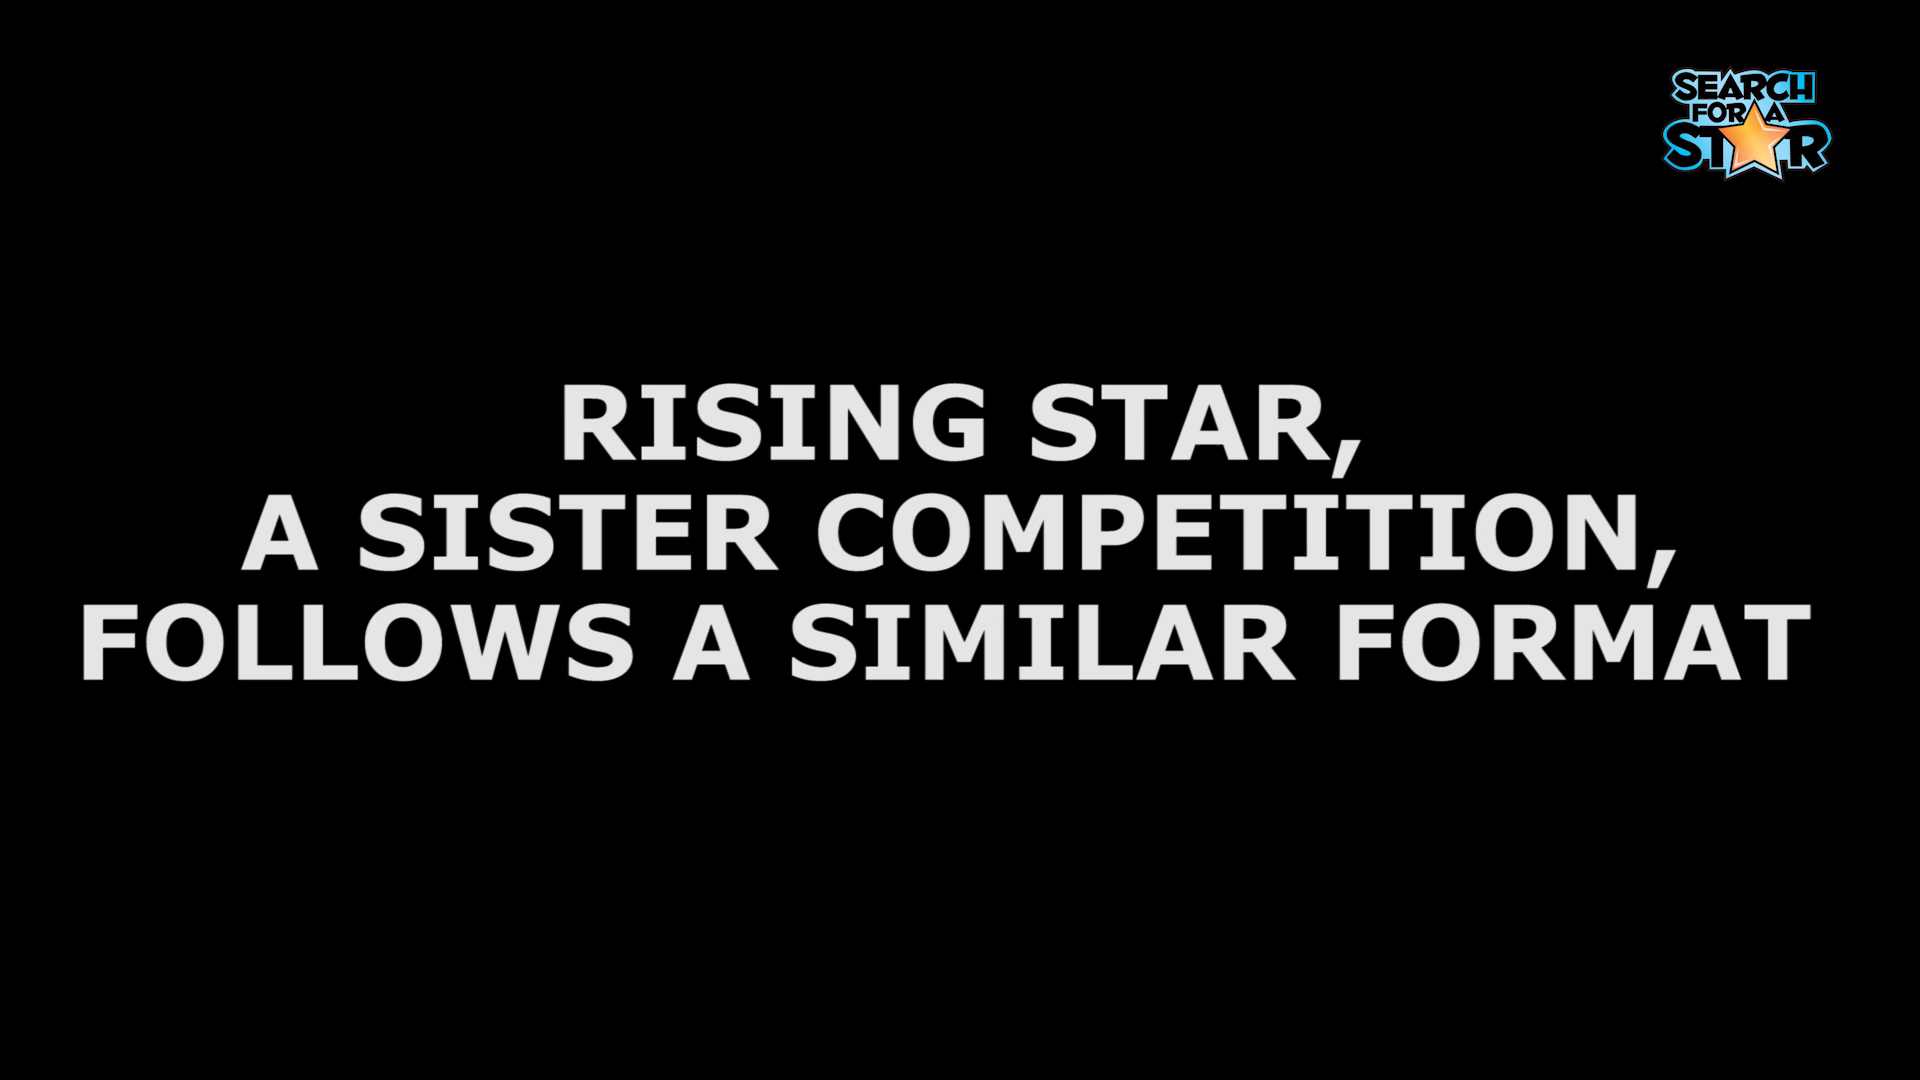 SEARCH
FOR A
STAR
RISING STAR,
A SISTER COMPETITION,
FOLLOWS A SIMILAR FORMAT